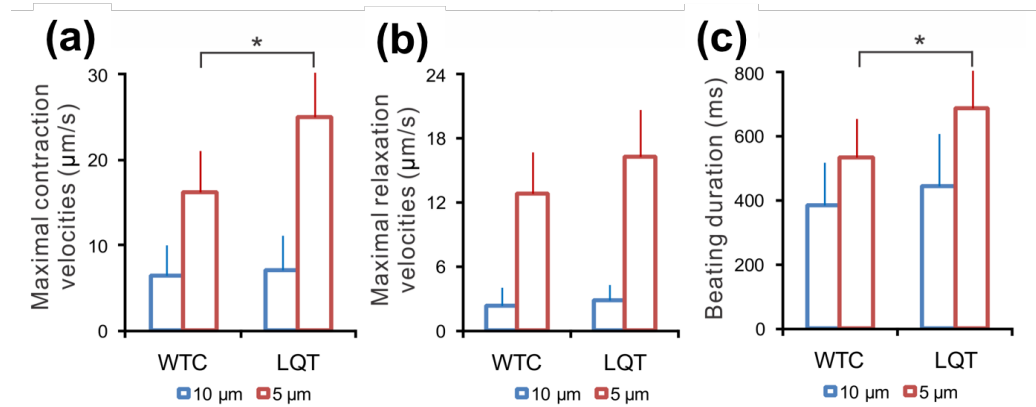 (a)
*
Maximal contraction
velocities (μm/s)
30
20
10
0
WTC LQT
10 μm 5 μm
(b)
Maximal relaxation
velocities (μm/s)
24
18
12
6
0
WTC LQT
10 μm 5 μm
(c)
*
Beating duration (ms)
800
600
400
200
0
WTC LQT
10 μm 5 μm